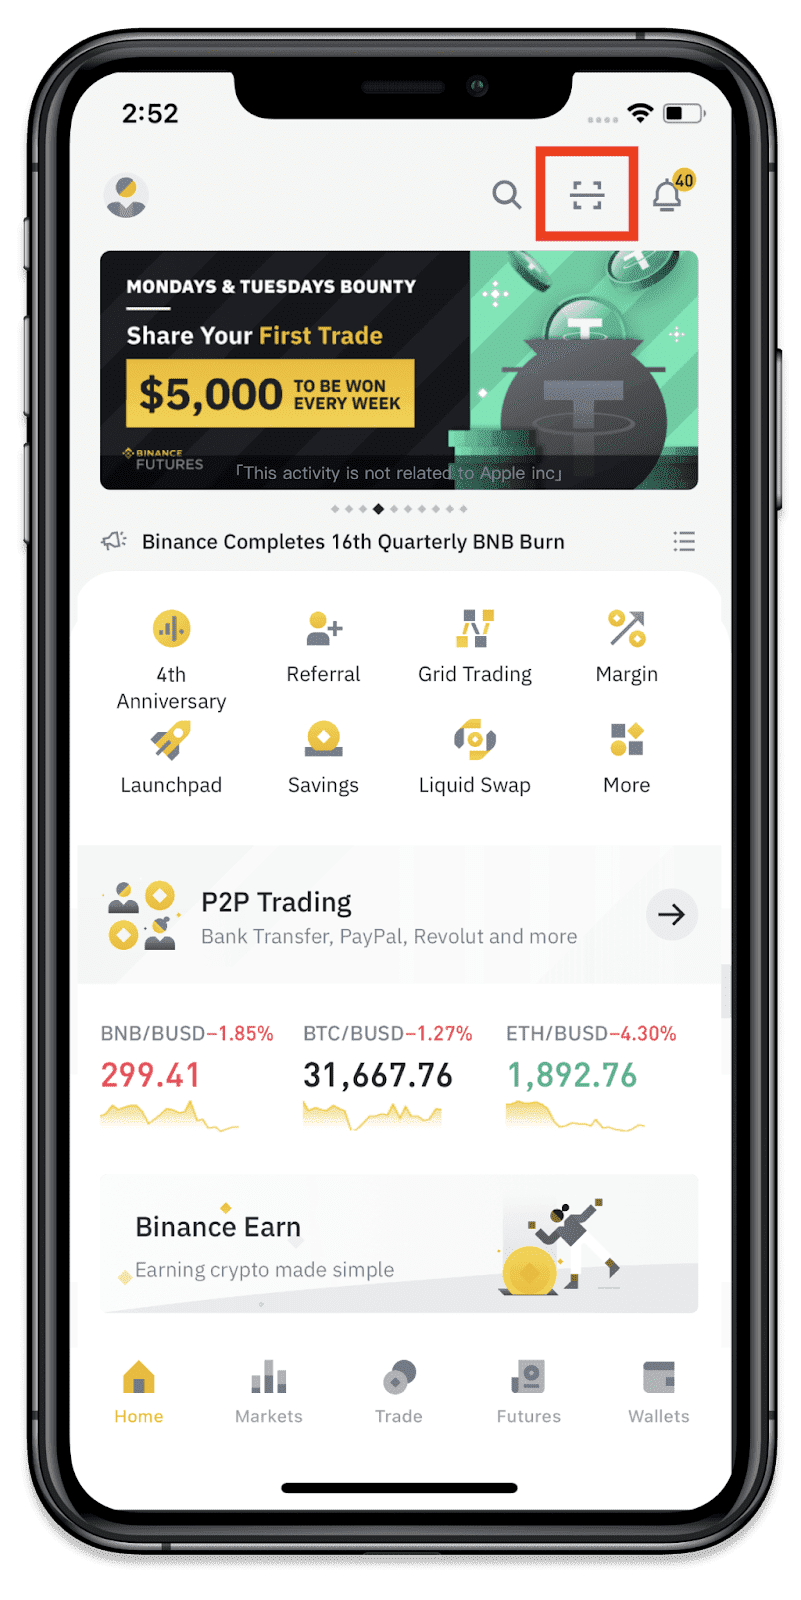 2:52
40
MONDAYS & TUESDAYS BOUNTY
Share Your First Trade
$5,000 TO BE WON EVERY WEEK
BINANCE
FUTURES
「This activity is not related to Apple inc」
Binance Completes 16th Quarterly BNB Burn
4th Anniversary
Referral
Grid Trading
Margin
Launchpad
Savings
Liquid Swap
More
P2P Trading
Bank Transfer, PayPal, Revolut and more
BNB/BUSD -1.85%
BTC/BUSD -1.27%
ETH/BUSD -4.30%
299.41
31,667.76
1,892.76
Binance Earn
Earning crypto made simple
Home
Markets
Trade
Futures
Wallets